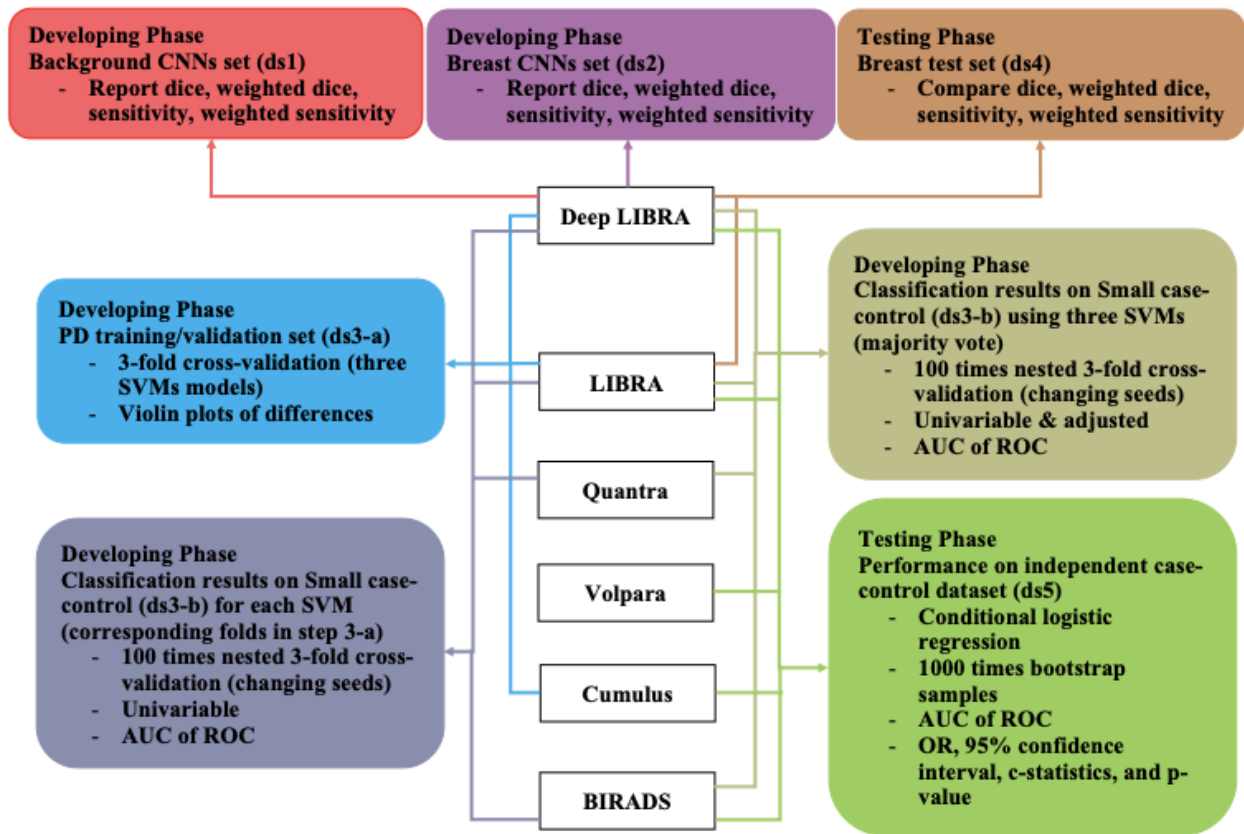 Developing Phase
Background CNNs set (ds1)
- Report dice, weighted dice,
sensitivity, weighted sensitivity
Developing Phase
Breast CNNs set (ds2)
- Report dice, weighted dice,
sensitivity, weighted sensitivity
Testing Phase
Breast test set (ds4)
- Compare dice, weighted dice,
sensitivity, weighted sensitivity
Deep LIBRA
LIBRA
Quantra
Volpara
Cumulus
BIRADS
Developing Phase
PD training/validation set (ds3-a)
- 3-fold cross-validation (three
SVMs models)
- Violin plots of differences
Developing Phase
Classification results on Small case-
control (ds3-b) for each SVM
(corresponding folds in step 3-a)
- 100 times nested 3-fold cross-
validation (changing seeds)
- Univariable
- AUC of ROC
Developing Phase
Classification results on Small case-
control (ds3-b) using three SVMs
(majority vote)
- 100 times nested 3-fold cross-
validation (changing seeds)
- Univariable & adjusted
- AUC of ROC
Testing Phase
Performance on independent case-
control dataset (ds5)
- Conditional logistic
regression
- 1000 times bootstrap
samples
- AUC of ROC
- OR, 95% confidence
interval, c-statistics, and p-
value